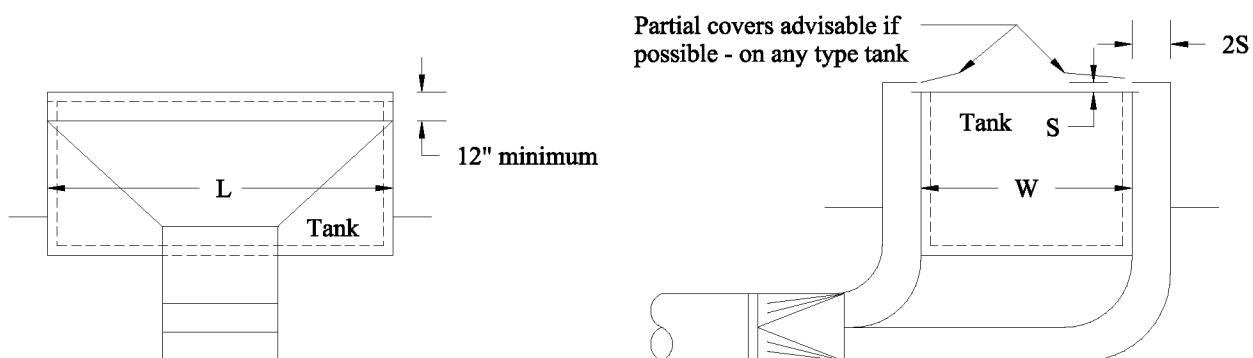 Partial covers advisable if
possible - on any type tank
2S
12" minimum
L
Tank
Tank
S
W